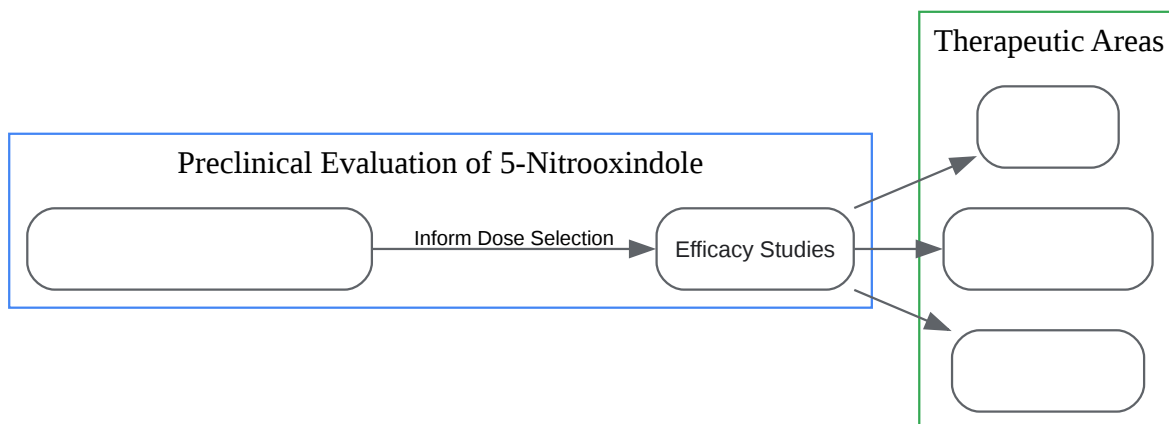 Therapeutic Areas
Preclinical Evaluation of 5-Nitrooxindole
Inform Dose Selection
Efficacy Studies